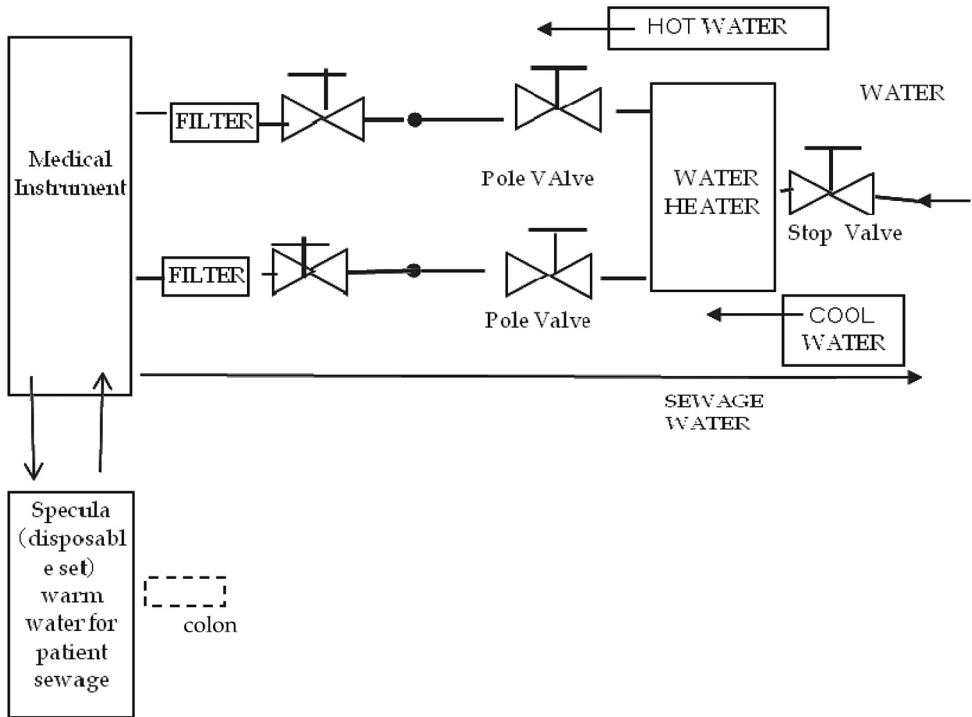 HOT WATER
WATER
FILTER
Medical
Instrument
Pole VAlve
WATER
HEATER
Stop Valve
FILTER
Pole Valve
COOL
WATER
SEWAGE
WATER
Specula
(disposabl
e set)
warm
water for
patient
sewage
colon